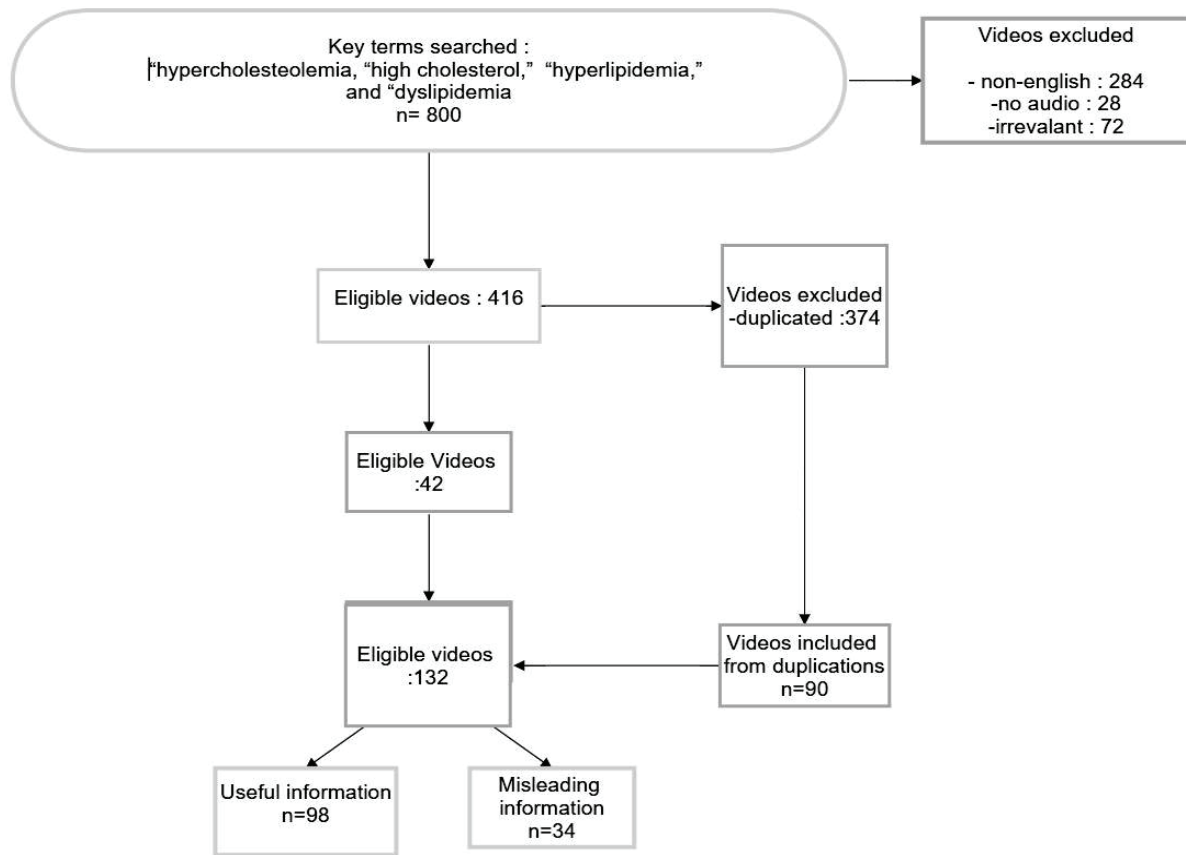 Key terms searched :
“hypercholesteolemia, “high cholesterol,” “hyperlipidemia,”
and “dyslipidemia
n= 800
Videos excluded
- non-english : 284
-no audio : 28
-irrevalant : 72
Eligible videos : 416
Videos excluded
-duplicated :374
Eligible Videos
:42
Eligible videos
:132
Videos included
from duplications
n=90
Useful information
n=98
Misleading
information
n=34